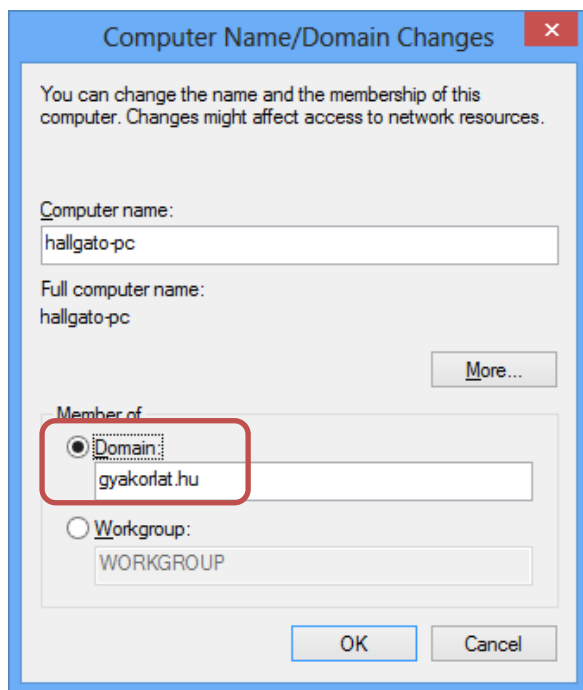 Computer Name/Domain Changes
You can change the name and the membership of this
computer. Changes might affect access to network resources.
Computer name:
hallgato-pc
Full computer name:
hallgato-pc
More...
Member of
Domain:
gyakorlat.hu
Workgroup:
WORKGROUP
OK Cancel